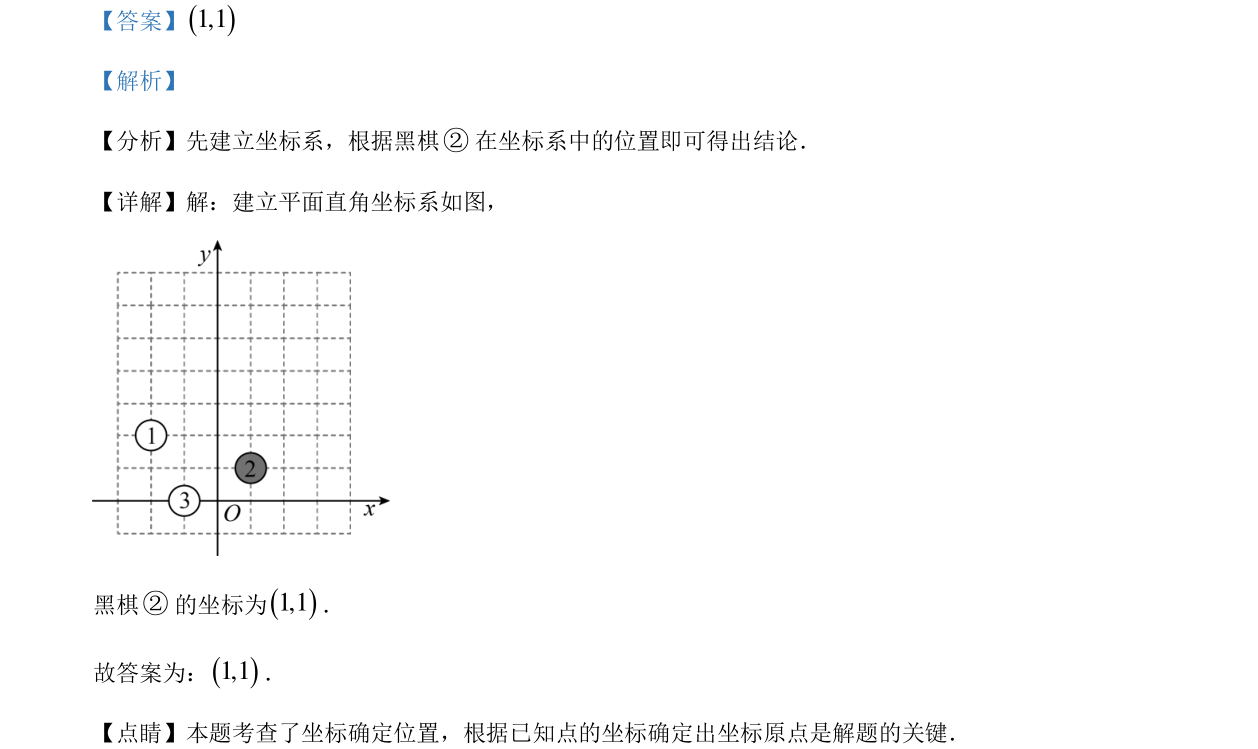 【答案】(1,1)
【解析】
【分析】先建立坐标系，根据黑棋②在坐标系中的位置即可得出结论．
【详解】解：建立平面直角坐标系如图，
y
①
②
③
O
x
黑棋②的坐标为(1,1)．
故答案为：(1,1)．
【点睛】本题考查了坐标确定位置，根据已知点的坐标确定出坐标原点是解题的关键．